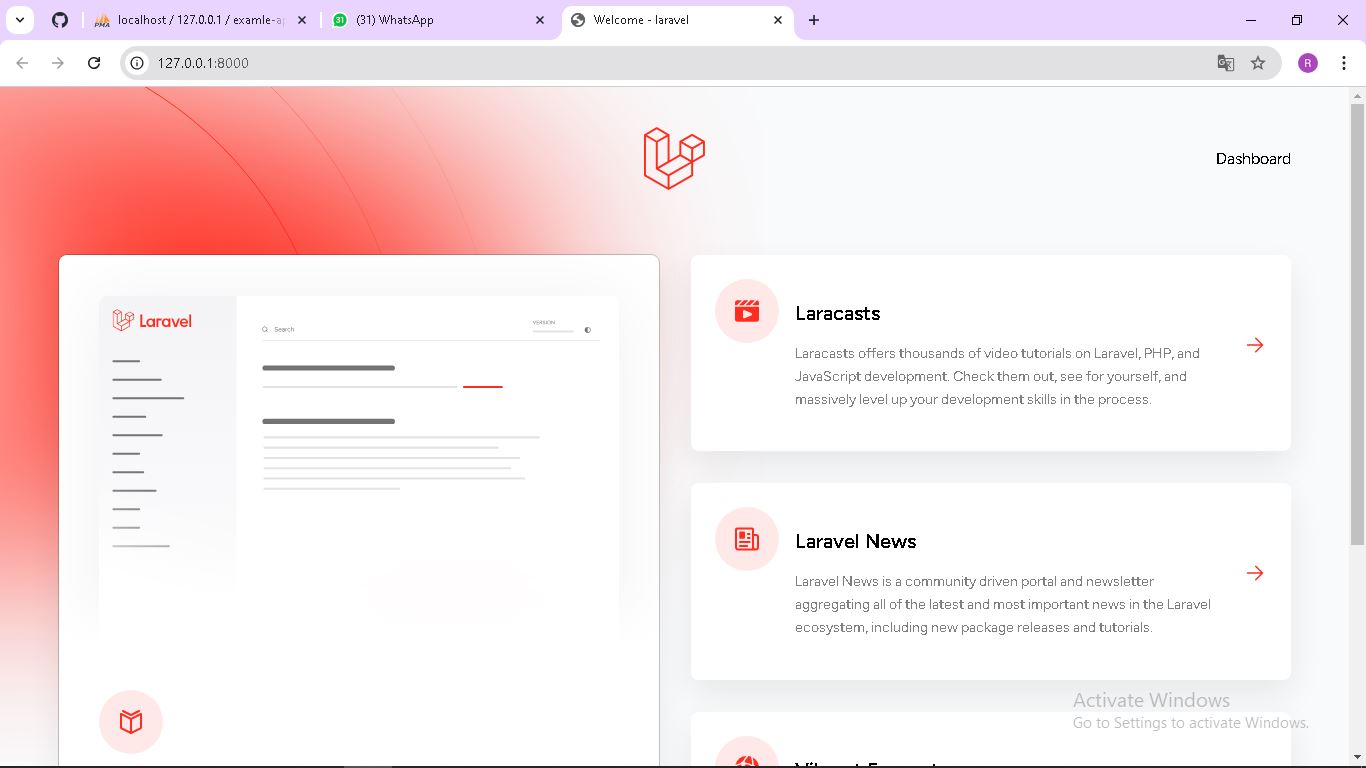 localhost / 127.0.0.1 / examle-ap
(31) WhatsApp
Welcome - laravel
127.0.0.1:8000
R
Dashboard
Laravel
Search
VERSION
Laracasts
Laracasts offers thousands of video tutorials on Laravel, PHP, and
JavaScript development. Check them out, see for yourself, and
massively level up your development skills in the process.
Laravel News
Laravel News is a community driven portal and newsletter
aggregating all of the latest and most important news in the Laravel
ecosystem, including new package releases and tutorials.
Activate Windows
Go to Settings to activate Windows.